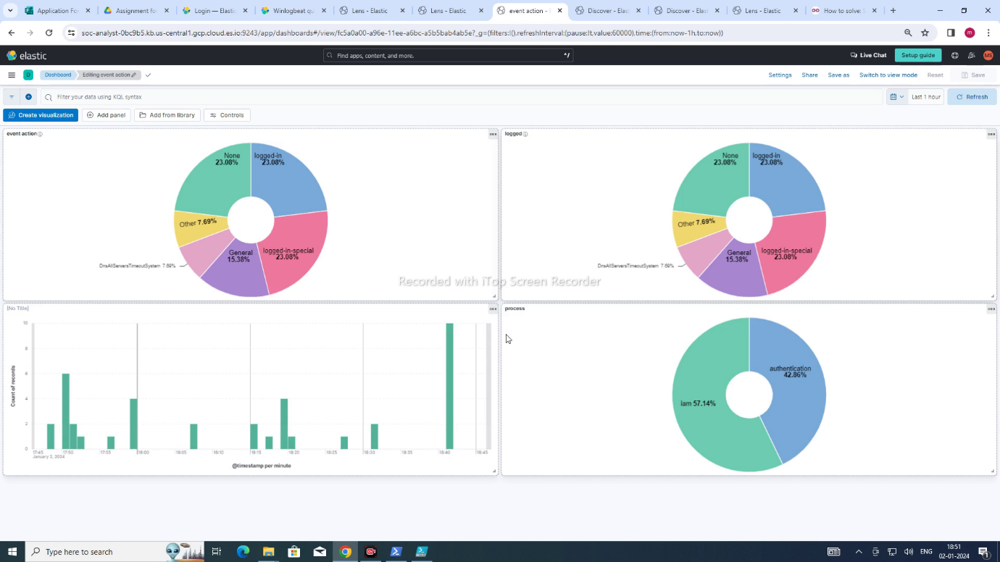 Application For
Assignment fo
Login — Elastic
Winlogbeat qu
Lens - Elastic
Lens - Elastic
event action -
Discover - Elast
Discover - Elast
Lens - Elastic
How to solve: S
soc-analyst-0bc9b5.kb.us-central1.gcp.cloud.es.io:9243/app/dashboards#/view/fc5a0a00-a96e-11ee-a6bc-a5b5bab4ab5e?_g=(filters:!(),refreshInterval:(pause:!t,value:60000),time:(from:now-1h,to:now))
m
elastic
Find apps, content, and more.
^/
Live Chat
Setup guide
MS
D
Dashboard
Editing event action
Settings
Share
Save as
Switch to view mode
Reset
Save
Filter your data using KQL syntax
Last 1 hour
Refresh
Create visualization
Add panel
Add from library
Controls
event action
None
23.08%
logged-in
23.08%
Other 7.69%
General
15.38%
logged-in-special
23.08%
DnsAllServersTimeoutSystem 7.69%
logged
None
23.08%
logged-in
23.08%
Other 7.69%
General
15.38%
logged-in-special
23.08%
DnsAllServersTimeoutSystem 7.69%
Recorded with iTop Screen Recorder
[No Title]
10
8
6
4
2
0
Count of records
17:45
17:50
17:55
18:00
18:05
18:10
18:15
18:20
18:25
18:30
18:35
18:40
18:45
January 2, 2024
@timestamp per minute
process
authentication
42.86%
iam 57.14%
Type here to search
ENG
18:51
02-01-2024
1